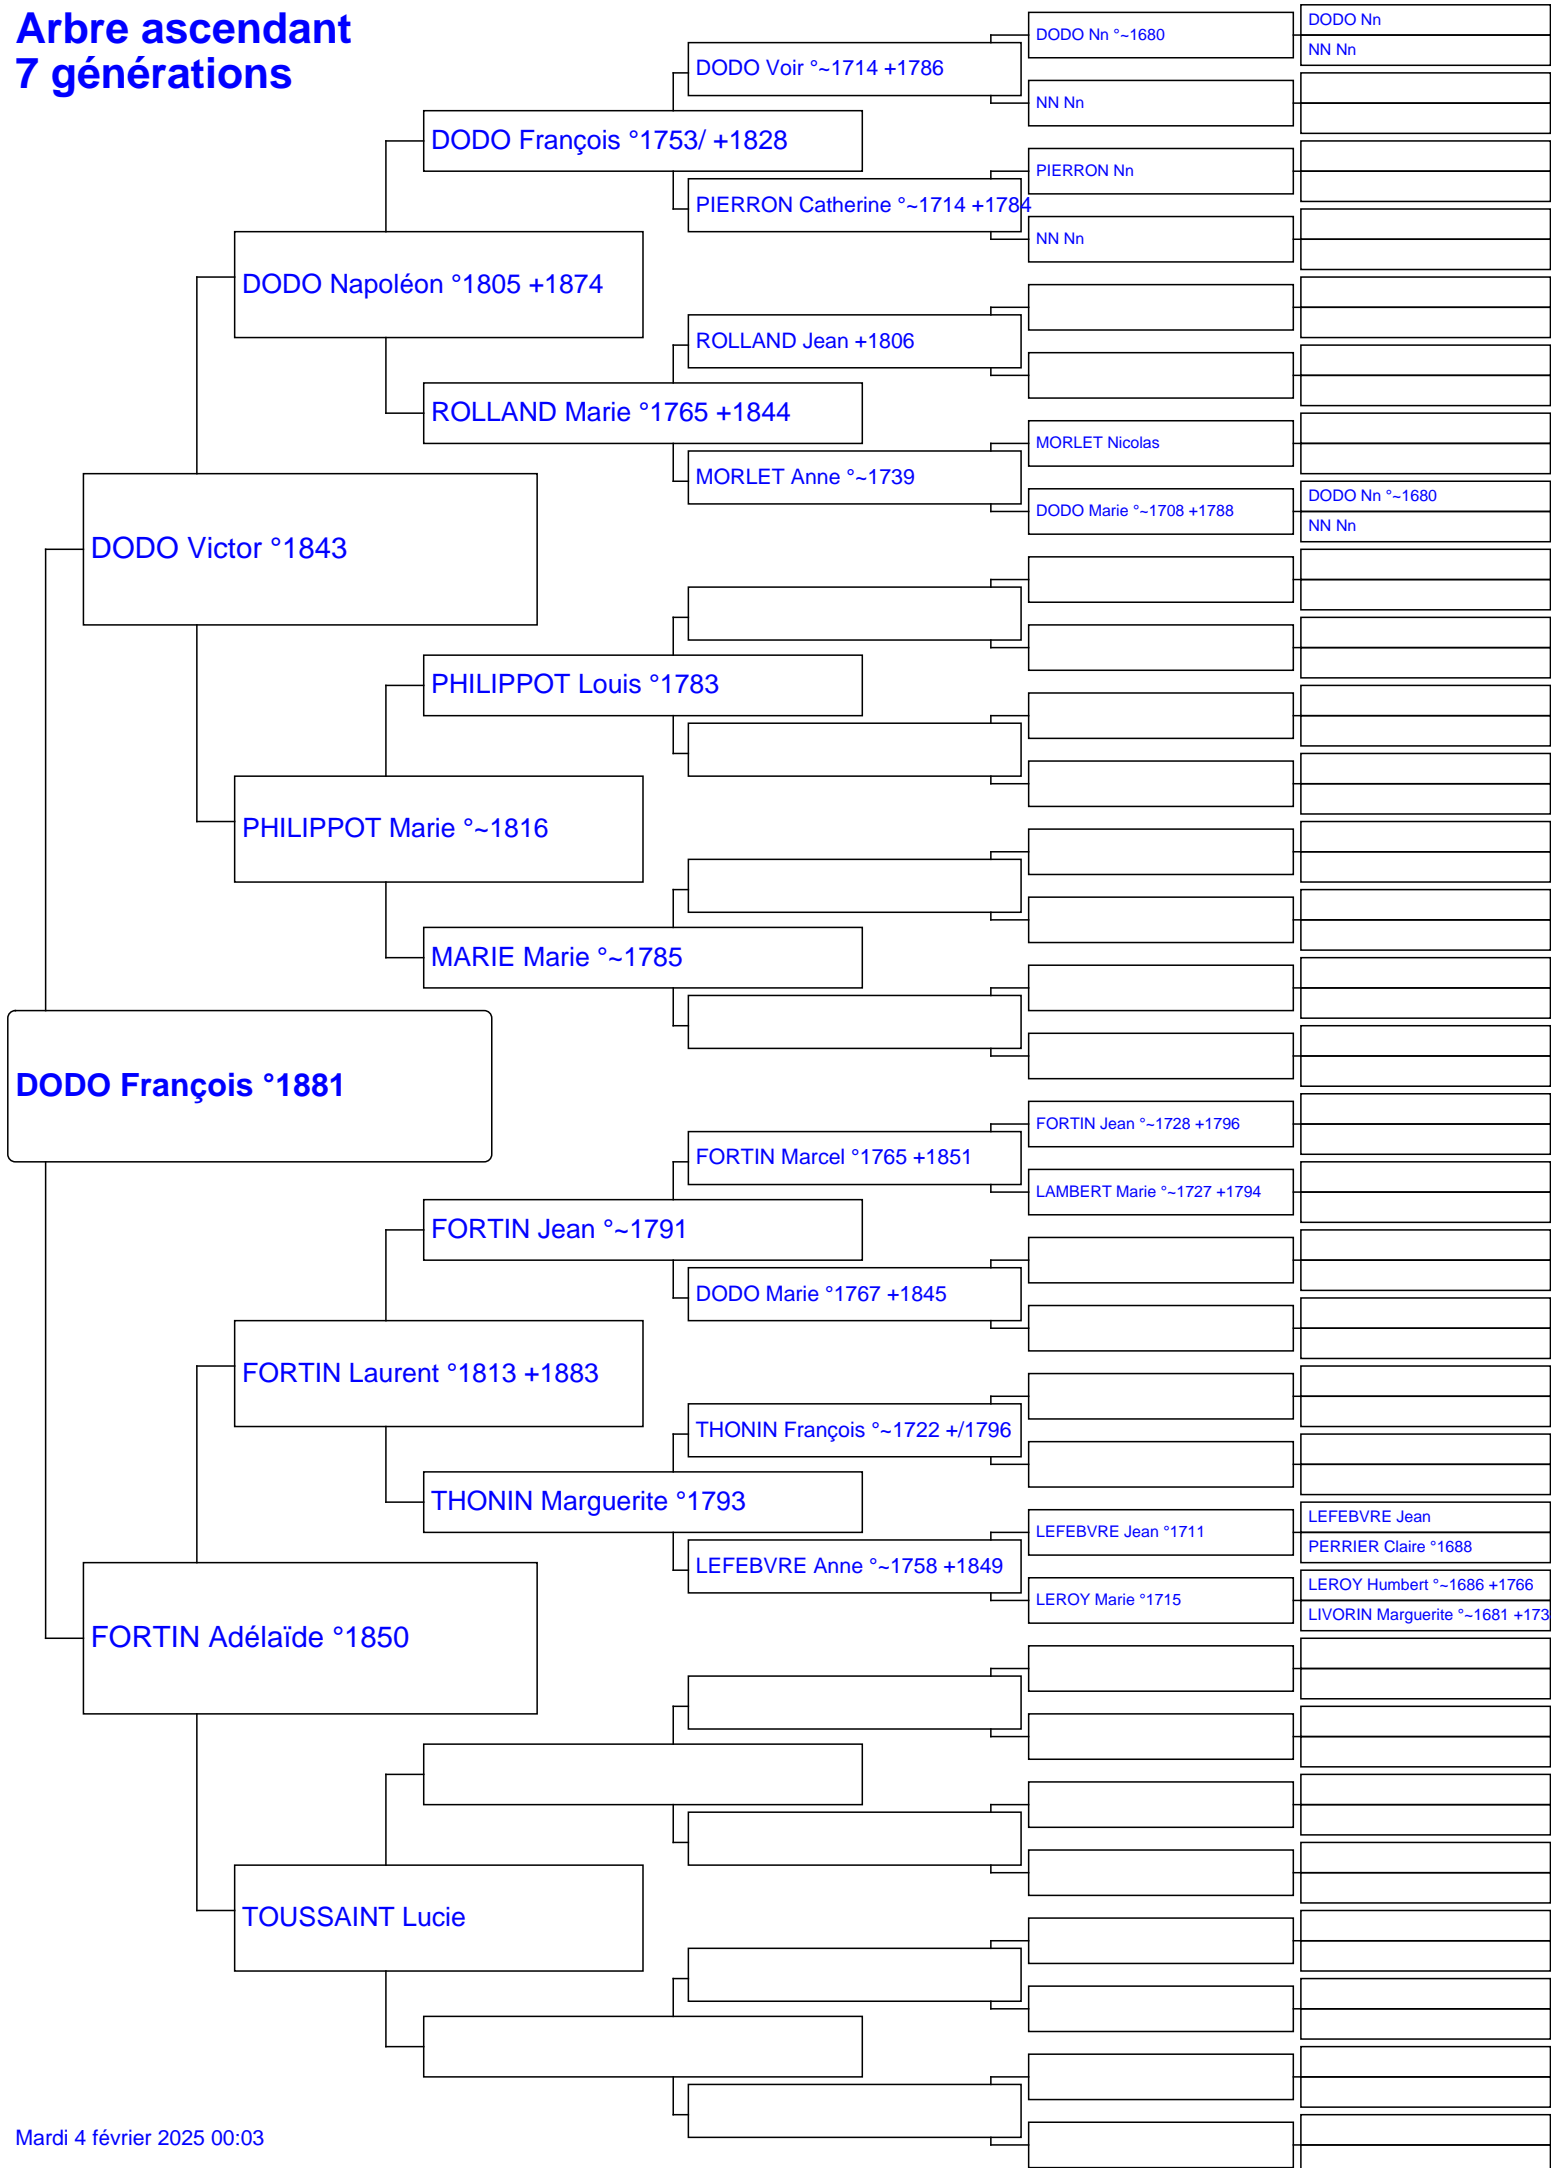 Arbre ascendant
7 générations
DODO François °1881
DODO Victor °1843
FORTIN Adélaïde °1850
DODO Napoléon °1805 +1874
PHILIPPOT Marie °~1816
FORTIN Laurent °1813 +1883
TOUSSAINT Lucie
DODO François °1753/ +1828
ROLLAND Marie °1765 +1844
PHILIPPOT Louis °1783
MARIE Marie °~1785
FORTIN Jean °~1791
THONIN Marguerite °1793
DODO Voir °~1714 +1786
PIERRON Catherine °~1714 +1784
ROLLAND Jean +1806
MORLET Anne °~1739
FORTIN Marcel °1765 +1851
DODO Marie °1767 +1845
THONIN François °~1722 +/1796
LEFEBVRE Anne °~1758 +1849
DODO Nn °~1680
NN Nn
PIERRON Nn
NN Nn
MORLET Nicolas
DODO Marie °~1708 +1788
FORTIN Jean °~1728 +1796
LAMBERT Marie °~1727 +1794
LEFEBVRE Jean °1711
LEROY Marie °1715
DODO Nn
NN Nn
DODO Nn °~1680
NN Nn
LEFEBVRE Jean
PERRIER Claire °1688
LEROY Humbert °~1686 +1766
LIVORIN Marguerite °~1681 +173
Mardi 4 février 2025 00:03